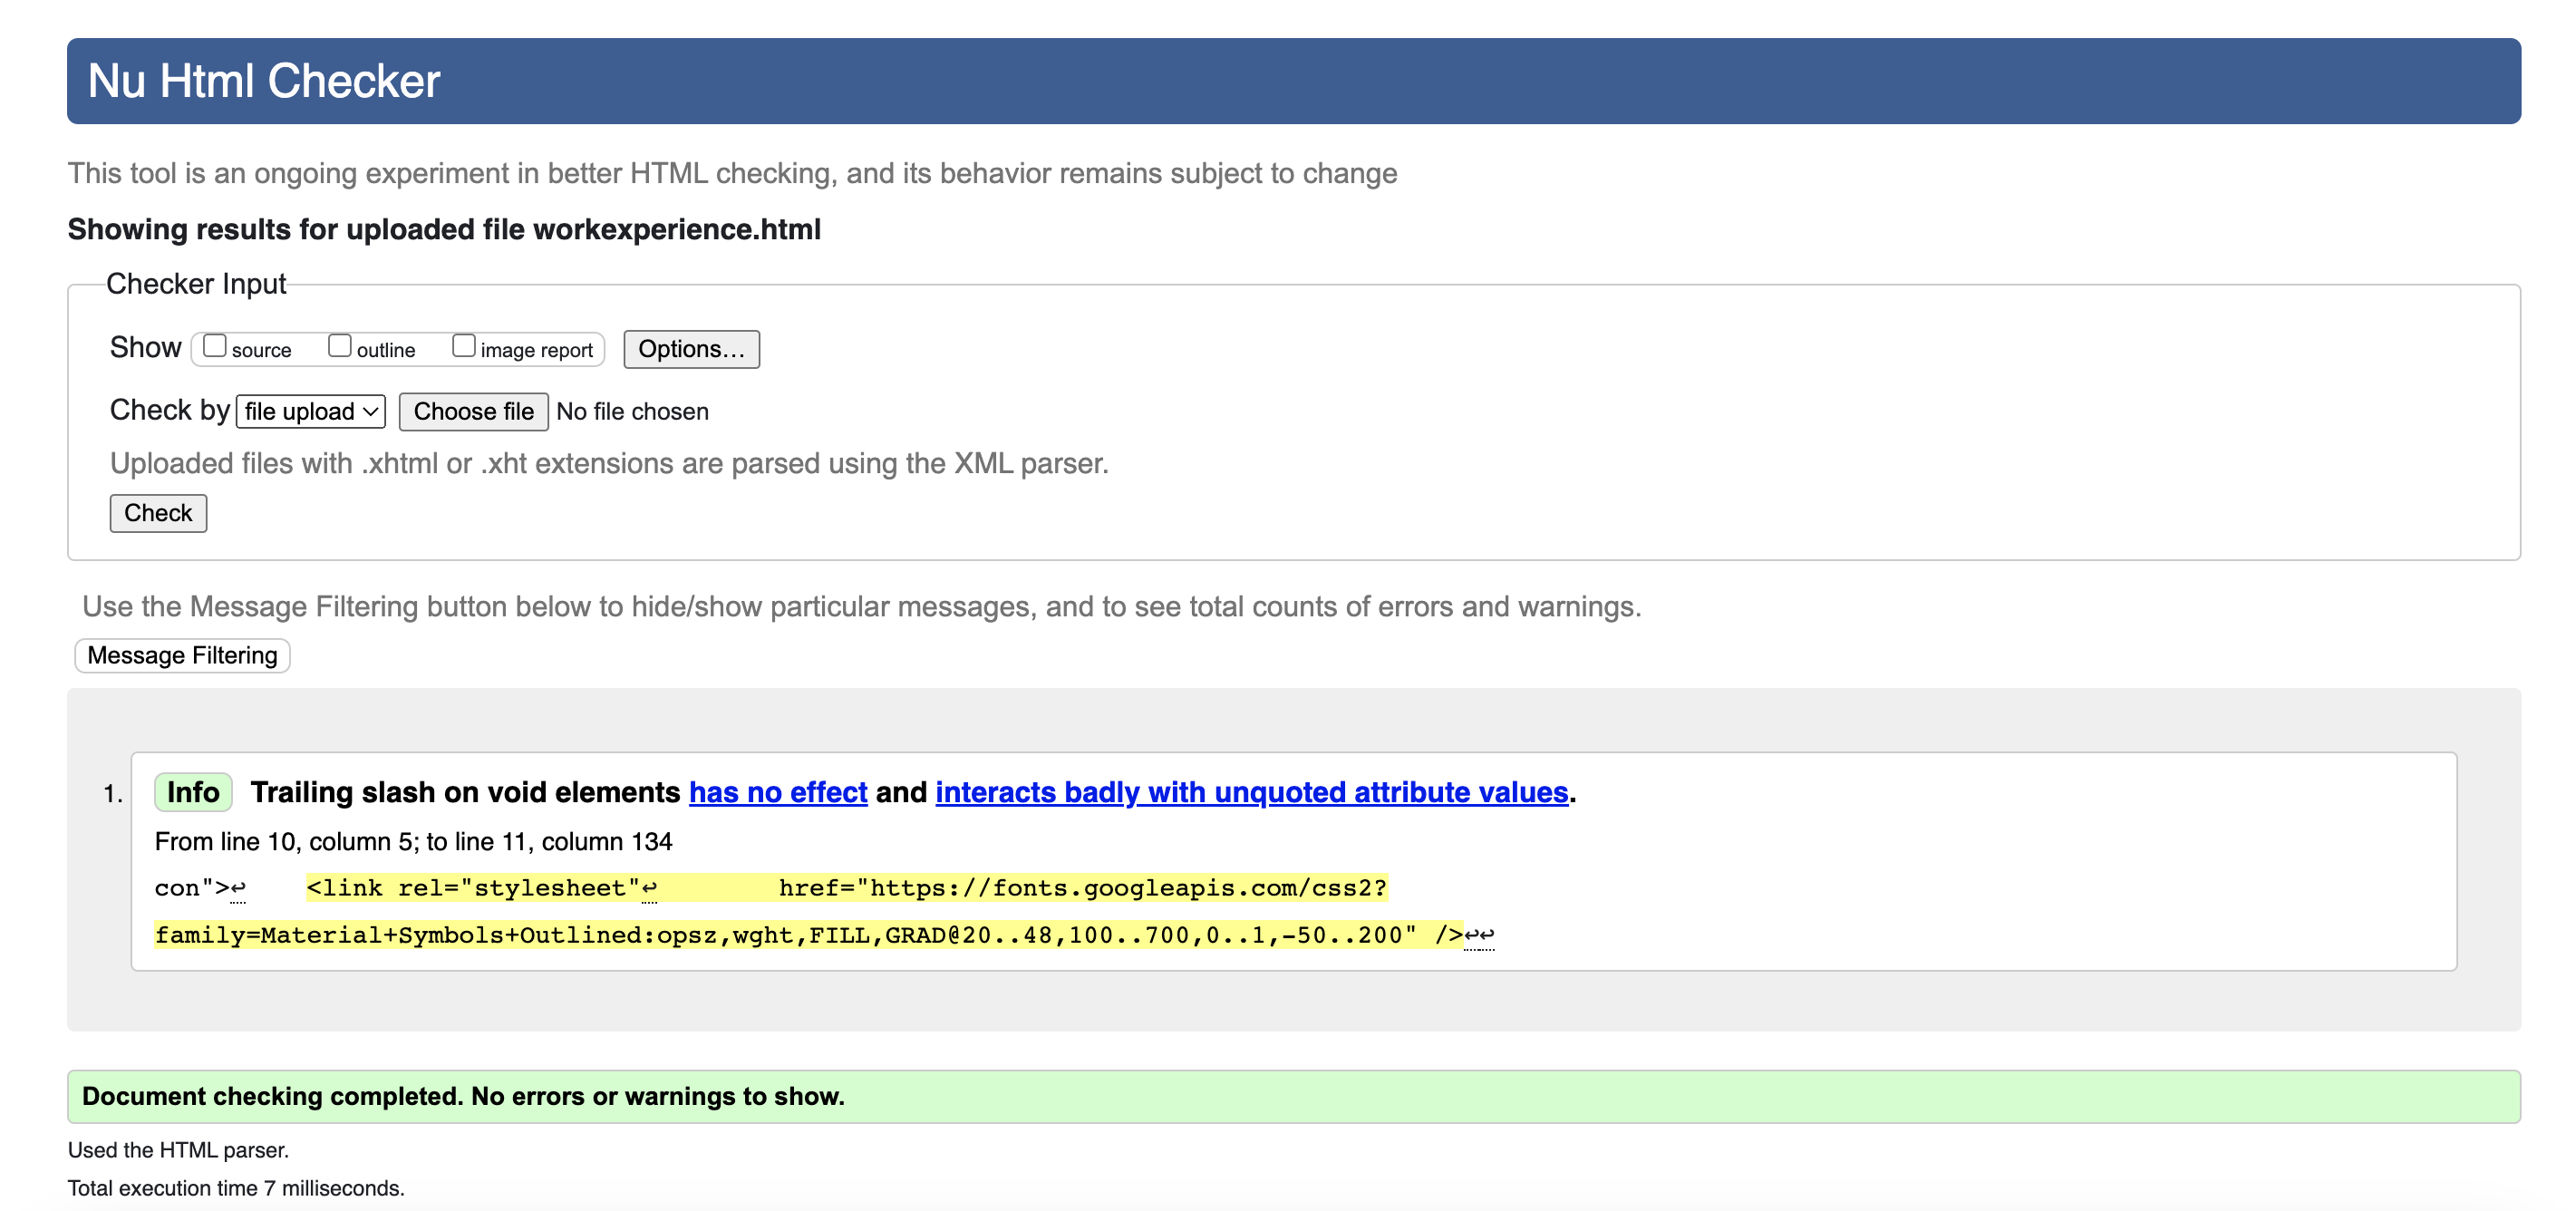 Nu Html Checker
This tool is an ongoing experiment in better HTML checking, and its behavior remains subject to change
Showing results for uploaded file workexperience.html
Checker Input
Show source outline image report Options...
Check by file upload Choose file No file chosen
Uploaded files with .xhtml or .xht extensions are parsed using the XML parser.
Check
Use the Message Filtering button below to hide/show particular messages, and to see total counts of errors and warnings.
Message Filtering
1. Info Trailing slash on void elements has no effect and interacts badly with unquoted attribute values.
From line 10, column 5; to line 11, column 134
con">↩ <link rel="stylesheet"↩ href="https://fonts.googleapis.com/css2?
family=Material+Symbols+Outlined:opsz,wght,FILL,GRAD@20..48,100..700,0..1,-50..200" />↩↩
Document checking completed. No errors or warnings to show.
Used the HTML parser.
Total execution time 7 milliseconds.